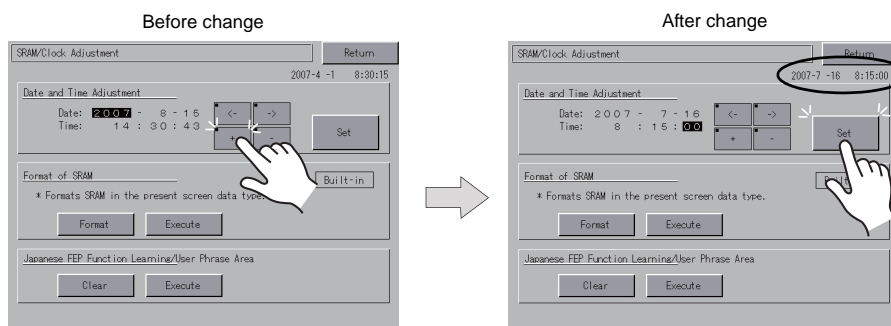 Before change
SRAM/Clock Adjustment
Return
2007-4 -1 8:30:15
Date and Time Adjustment
Date: 2007 - 8 - 15
Time: 14 : 30 : 43
<- ->
+ -
Set
Format of SRAM
Built-in
* Formats SRAM in the present screen data type.
Format Execute
Japanese FEP Function Learning/User Phrase Area
Clear Execute
After change
SRAM/Clock Adjustment
Return
2007-7 -16 8:15:00
Date and Time Adjustment
Date: 2007 - 7 - 16
Time: 8 : 15 : 00
<- ->
+ -
Set
Format of SRAM
* Formats SRAM in the present screen data type.
Format Execute
Japanese FEP Function Learning/User Phrase Area
Clear Execute